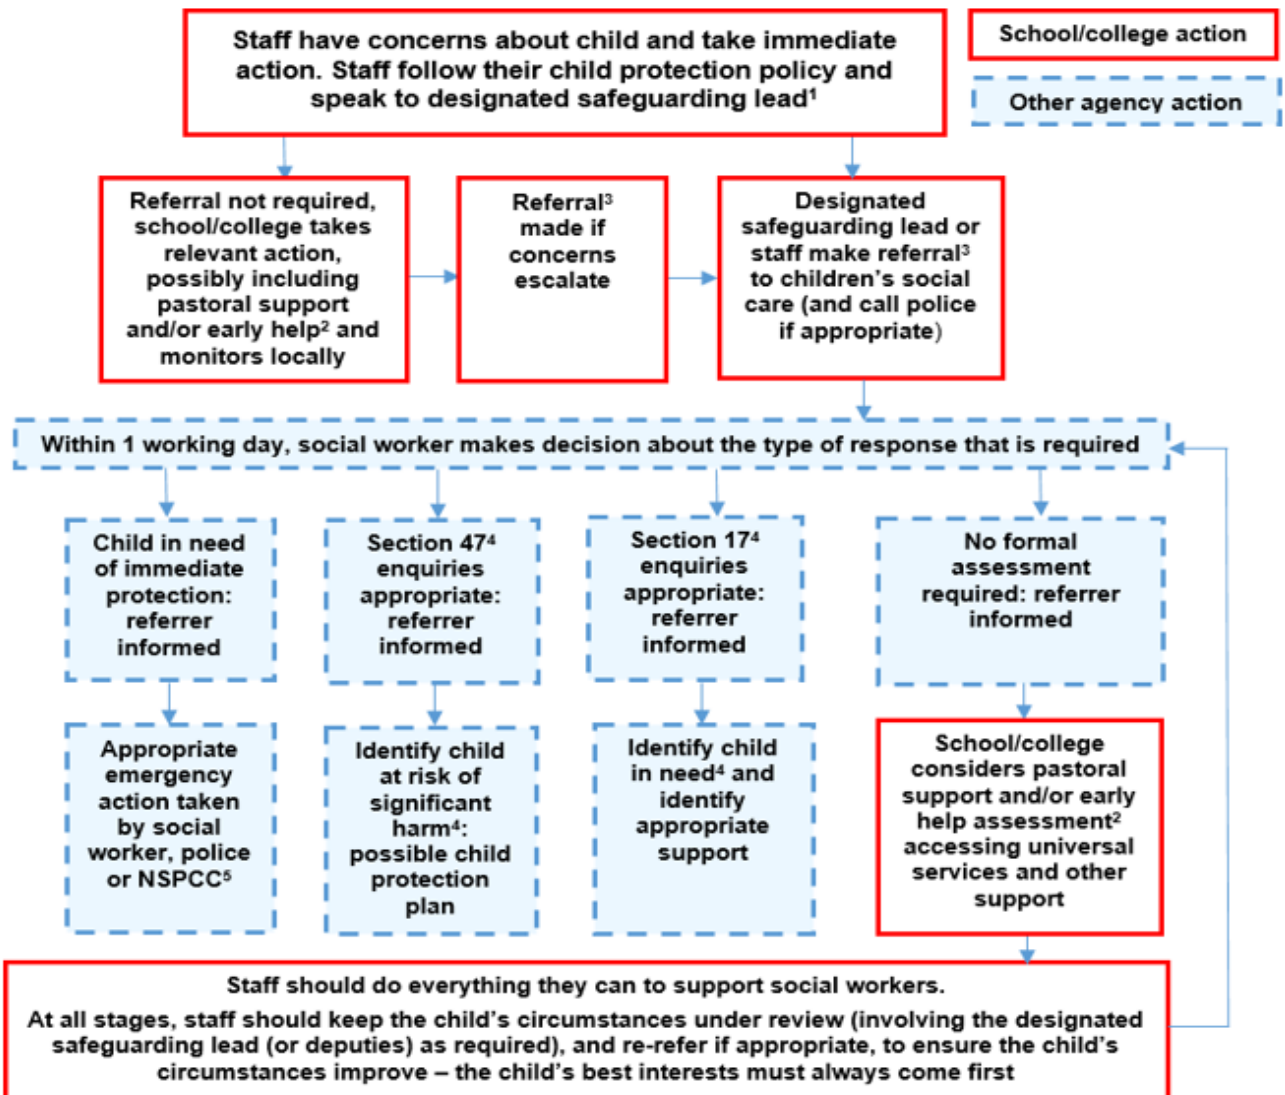 Staff have concerns about child and take immediate
action. Staff follow their child protection policy and
speak to designated safeguarding lead¹
School/college action
Other agency action
Referral not required,
school/college takes
relevant action,
possibly including
pastoral support
and/or early help² and
monitors locally
Referral³
made if
concerns
escalate
Designated
safeguarding lead or
staff make referral³
to children’s social
care (and call police
if appropriate)
Within 1 working day, social worker makes decision about the type of response that is required
Child in need
of immediate
protection:
referrer
informed
Section 47⁴
enquiries
appropriate:
referrer
informed
Section 17⁴
enquiries
appropriate:
referrer
informed
No formal
assessment
required: referrer
informed
Appropriate
emergency
action taken
by social
worker, police
or NSPCC⁵
Identify child
at risk of
significant
harm⁴:
possible child
protection
plan
Identify child
in need⁴ and
identify
appropriate
support
School/college
considers pastoral
support and/or early
help assessment²
accessing universal
services and other
support
Staff should do everything they can to support social workers.
At all stages, staff should keep the child’s circumstances under review (involving the designated
safeguarding lead (or deputies) as required), and re-refer if appropriate, to ensure the child’s
circumstances improve – the child’s best interests must always come first